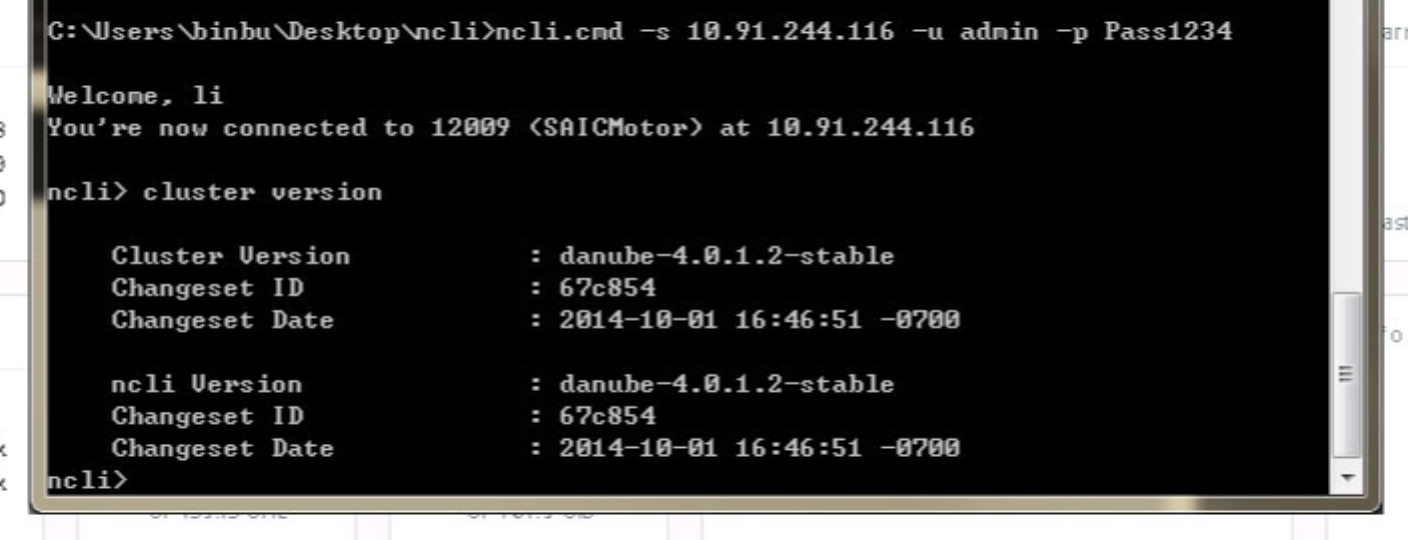 C:\Users\binbu\Desktop\ncli>ncli.cmd -s 10.91.244.116 -u admin -p Pass1234
Welcome, li
You're now connected to 12009 (SAICMotor) at 10.91.244.116
ncli> cluster version
Cluster Version : danube-4.0.1.2-stable
Changeset ID : 67c854
Changeset Date : 2014-10-01 16:46:51 -0700
ncli Version : danube-4.0.1.2-stable
Changeset ID : 67c854
Changeset Date : 2014-10-01 16:46:51 -0700
ncli>